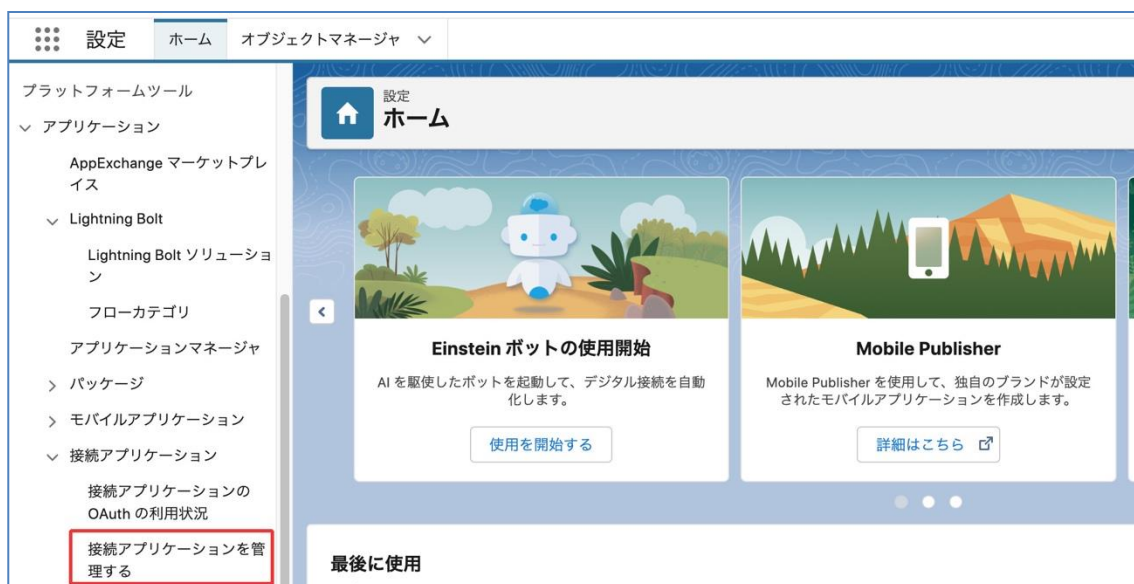 設定
ホーム
オブジェクトマネージャ
プラットフォームツール
アプリケーション
AppExchange マーケットプレ
イス
Lightning Bolt
Lightning Bolt ソリューショ
ン
フローカテゴリ
アプリケーションマネージャ
パッケージ
モバイルアプリケーション
接続アプリケーション
接続アプリケーションの
OAuth の利用状況
接続アプリケーションを管
理する
設定
ホーム
Einstein ボットの使用開始
AI を駆使したボットを起動して、デジタル接続を自動
化します。
使用を開始する
Mobile Publisher
Mobile Publisher を使用して、独自のブランドが設定
されたモバイルアプリケーションを作成します。
詳細はこちら
最後に使用